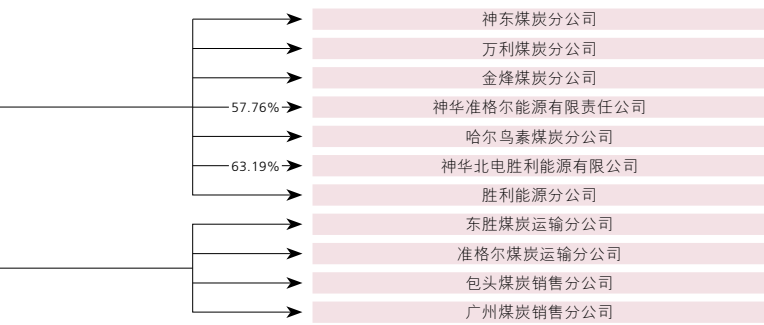 神东煤炭分公司
万利煤炭分公司
金烽煤炭分公司
57.76% 神华准格尔能源有限责任公司
哈尔乌素煤炭分公司
63.19% 神华北电胜利能源有限公司
胜利能源分公司
东胜煤炭运输分公司
准格尔煤炭运输分公司
包头煤炭销售分公司
广州煤炭销售分公司